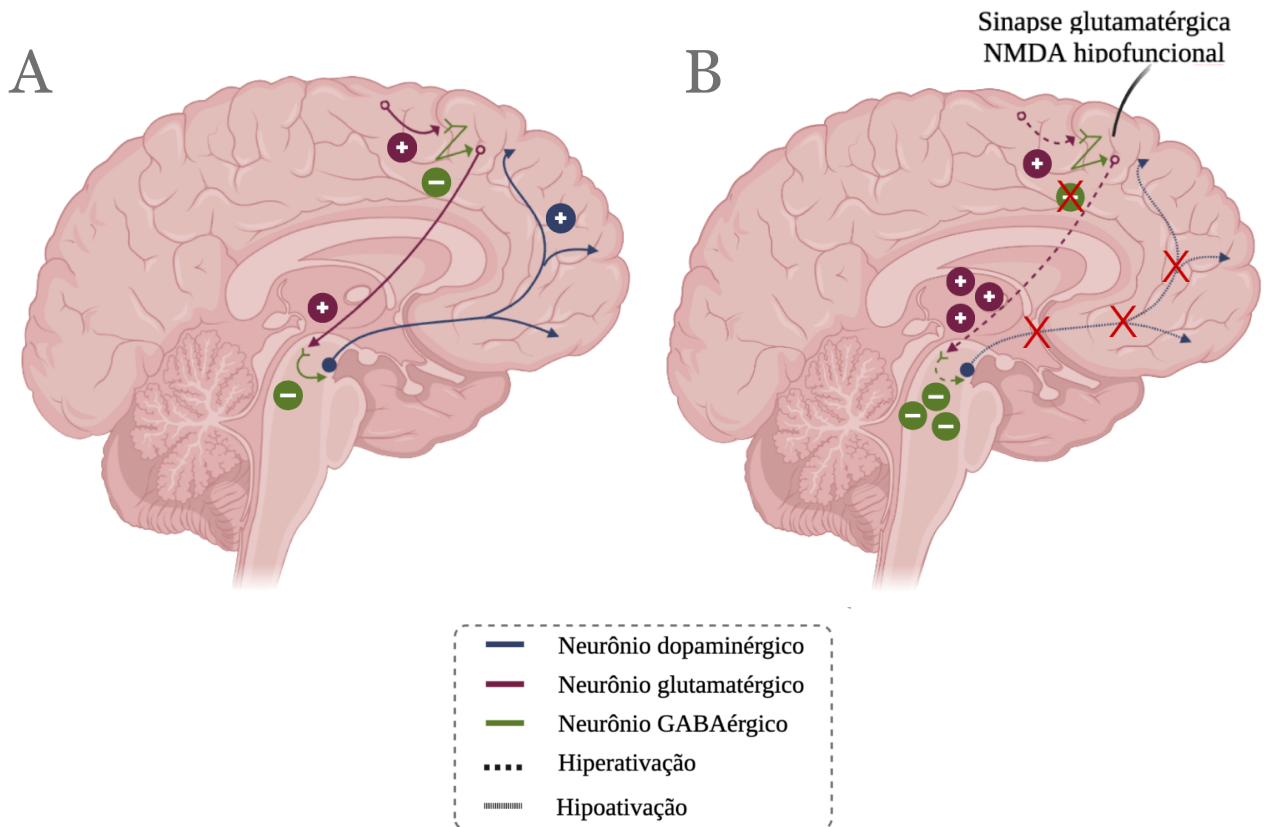 A
B
Sinapse glutamatérgica
NMDA hipofuncional
Neurônio dopaminérgico
Neurônio glutamatérgico
Neurônio GABAérgico
Hiperativação
Hipoativação